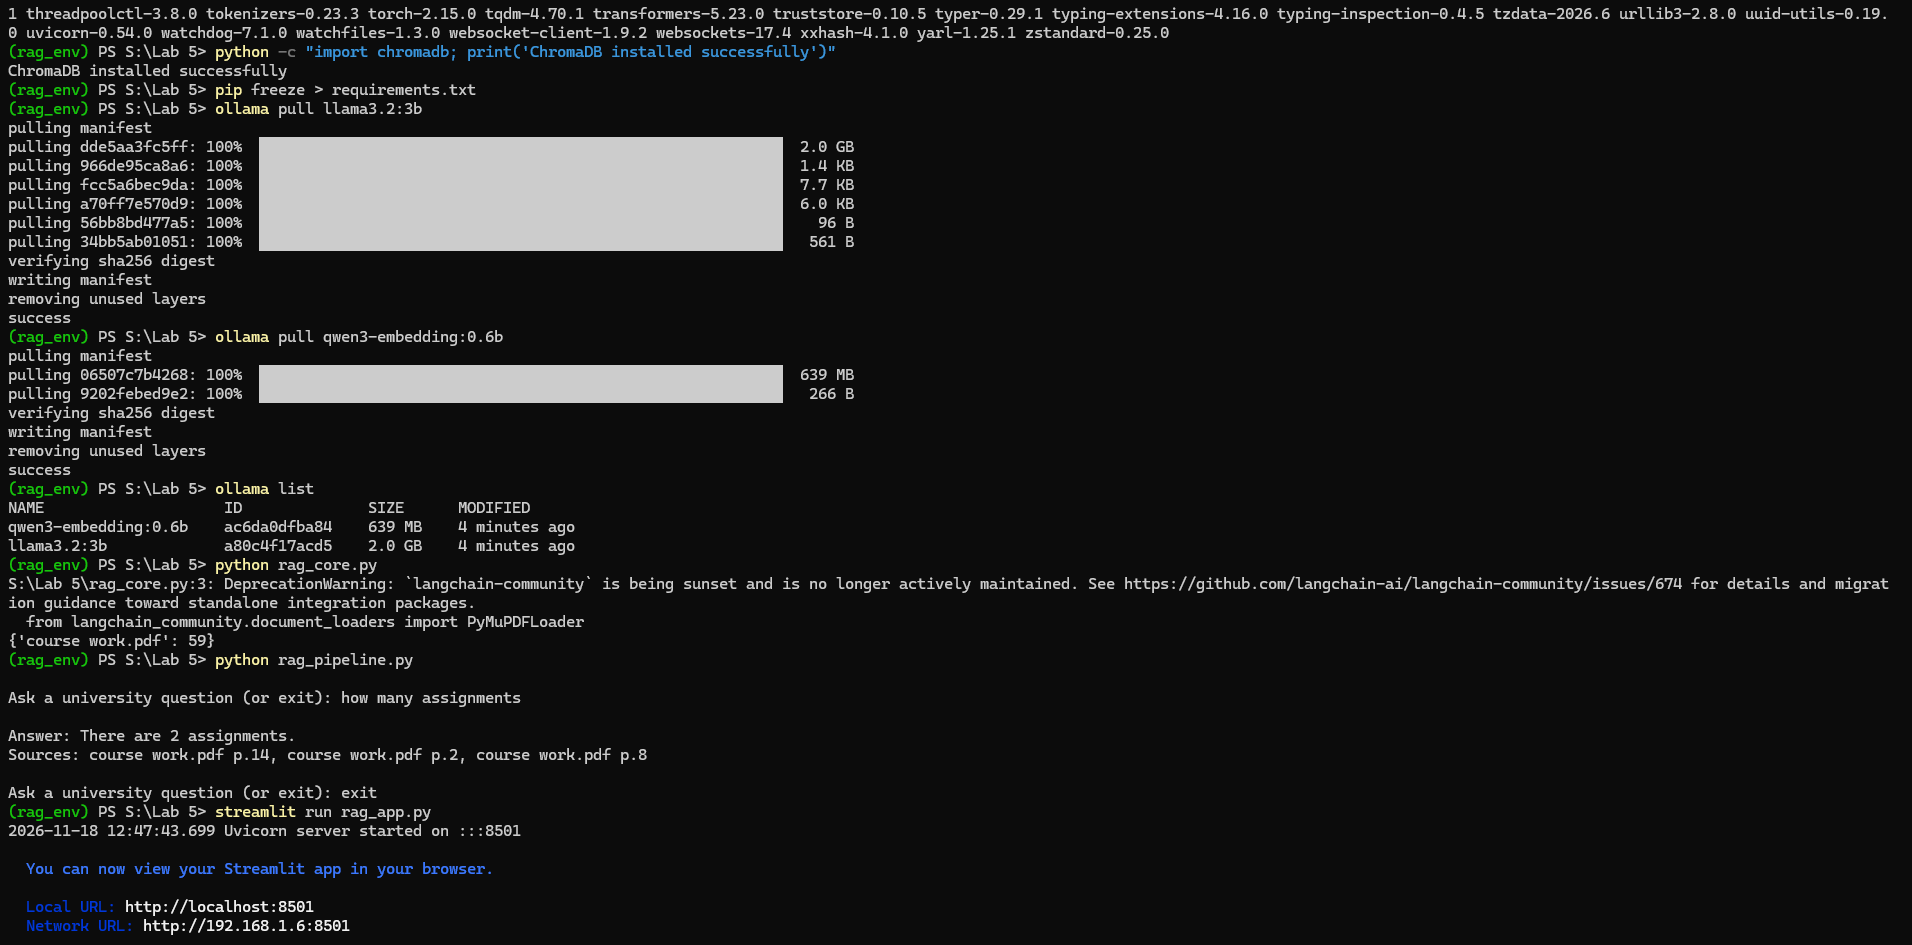 1 threadpoolctl-3.8.0 tokenizers-0.23.3 torch-2.15.0 tqdm-4.70.1 transformers-5.23.0 truststore-0.10.5 typer-0.29.1 typing-extensions-4.16.0 typing-inspection-0.4.5 tzdata-2026.6 urllib3-2.8.0 uuid-utils-0.19.
0 uvicorn-0.54.0 watchdog-7.1.0 watchfiles-1.3.0 websocket-client-1.9.2 websockets-17.4 xxhash-4.1.0 yarl-1.25.1 zstandard-0.25.0
(rag_env) PS S:\Lab 5> python -c "import chromadb; print('ChromaDB installed successfully')"
ChromaDB installed successfully
(rag_env) PS S:\Lab 5> pip freeze > requirements.txt
(rag_env) PS S:\Lab 5> ollama pull llama3.2:3b
pulling manifest
pulling dde5aa3fc5ff: 100% 2.0 GB
pulling 966de95ca8a6: 100% 1.4 KB
pulling fcc5a6bec9da: 100% 7.7 KB
pulling a70ff7e570d9: 100% 6.0 KB
pulling 56bb8bd477a5: 100% 96 B
pulling 34bb5ab01051: 100% 561 B
verifying sha256 digest
writing manifest
removing unused layers
success
(rag_env) PS S:\Lab 5> ollama pull qwen3-embedding:0.6b
pulling manifest
pulling 06507c7b4268: 100% 639 MB
pulling 9202febed9e2: 100% 266 B
verifying sha256 digest
writing manifest
removing unused layers
success
(rag_env) PS S:\Lab 5> ollama list
NAME ID SIZE MODIFIED
qwen3-embedding:0.6b ac6da0dfba84 639 MB 4 minutes ago
llama3.2:3b a80c4f17acd5 2.0 GB 4 minutes ago
(rag_env) PS S:\Lab 5> python rag_core.py
S:\Lab 5\rag_core.py:3: DeprecationWarning: `langchain-community` is being sunset and is no longer actively maintained. See https://github.com/langchain-ai/langchain-community/issues/674 for details and migrat
ion guidance toward standalone integration packages.
from langchain_community.document_loaders import PyMuPDFLoader
{'course work.pdf': 59}
(rag_env) PS S:\Lab 5> python rag_pipeline.py
Ask a university question (or exit): how many assignments
Answer: There are 2 assignments.
Sources: course work.pdf p.14, course work.pdf p.2, course work.pdf p.8
Ask a university question (or exit): exit
(rag_env) PS S:\Lab 5> streamlit run rag_app.py
2026-11-18 12:47:43.699 Uvicorn server started on :::8501
You can now view your Streamlit app in your browser.
Local URL: http://localhost:8501
Network URL: http://192.168.1.6:8501